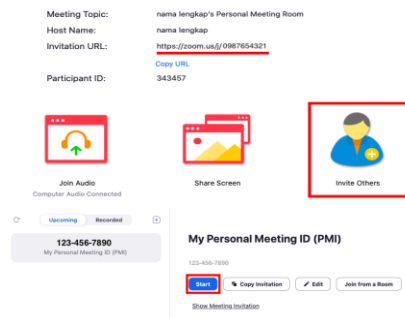 Meeting Topic: nama lengkap's Personal Meeting Room
Host Name: nama lengkap
Invitation URL: https://zoom.us/j/0987654321
Copy URL
Participant ID: 343457
Join Audio
Computer Audio Connected
Share Screen
Invite Others
Upcoming Recorded
123-456-7890
My Personal Meeting ID (PMI)
My Personal Meeting ID (PMI)
123-456-7890
Start Copy Invitation Edit Join from a Room
Show Meeting Invitation